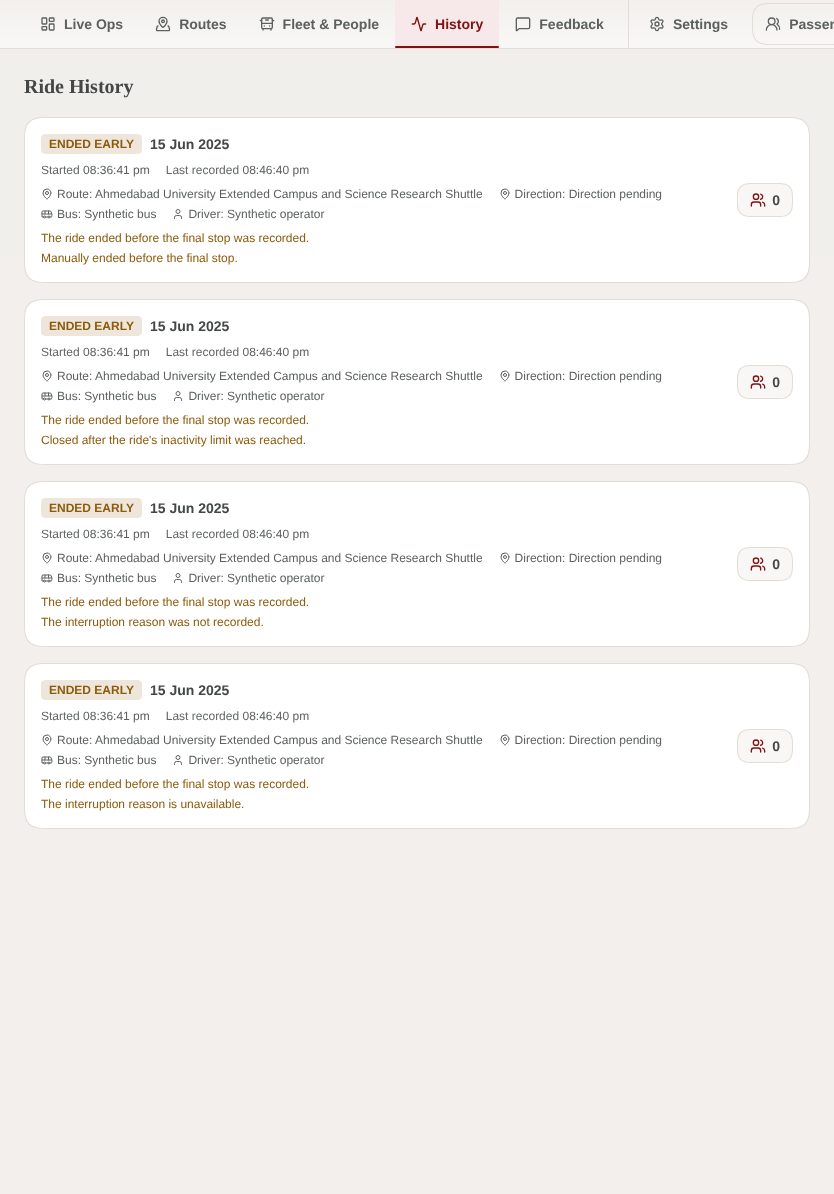 Live Ops Routes Fleet & People History Feedback Settings Passen
Ride History
ENDED EARLY 15 Jun 2025
Started 08:36:41 pm Last recorded 08:46:40 pm
Route: Ahmedabad University Extended Campus and Science Research Shuttle Direction: Direction pending
0
Bus: Synthetic bus Driver: Synthetic operator
The ride ended before the final stop was recorded.
Manually ended before the final stop.
ENDED EARLY 15 Jun 2025
Started 08:36:41 pm Last recorded 08:46:40 pm
Route: Ahmedabad University Extended Campus and Science Research Shuttle Direction: Direction pending
0
Bus: Synthetic bus Driver: Synthetic operator
The ride ended before the final stop was recorded.
Closed after the ride's inactivity limit was reached.
ENDED EARLY 15 Jun 2025
Started 08:36:41 pm Last recorded 08:46:40 pm
Route: Ahmedabad University Extended Campus and Science Research Shuttle Direction: Direction pending
0
Bus: Synthetic bus Driver: Synthetic operator
The ride ended before the final stop was recorded.
The interruption reason was not recorded.
ENDED EARLY 15 Jun 2025
Started 08:36:41 pm Last recorded 08:46:40 pm
Route: Ahmedabad University Extended Campus and Science Research Shuttle Direction: Direction pending
0
Bus: Synthetic bus Driver: Synthetic operator
The ride ended before the final stop was recorded.
The interruption reason is unavailable.